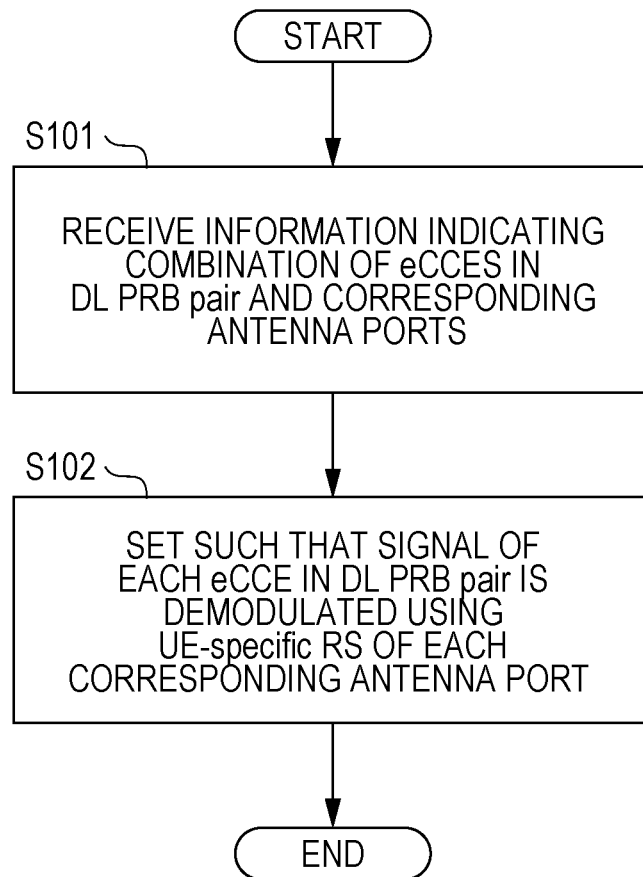 START
S101
RECEIVE INFORMATION INDICATING
COMBINATION OF eCCES IN
DL PRB pair AND CORRESPONDING
ANTENNA PORTS
S102
SET SUCH THAT SIGNAL OF
EACH eCCE IN DL PRB pair IS
DEMODULATED USING
UE-specific RS OF EACH
CORRESPONDING ANTENNA PORT
END